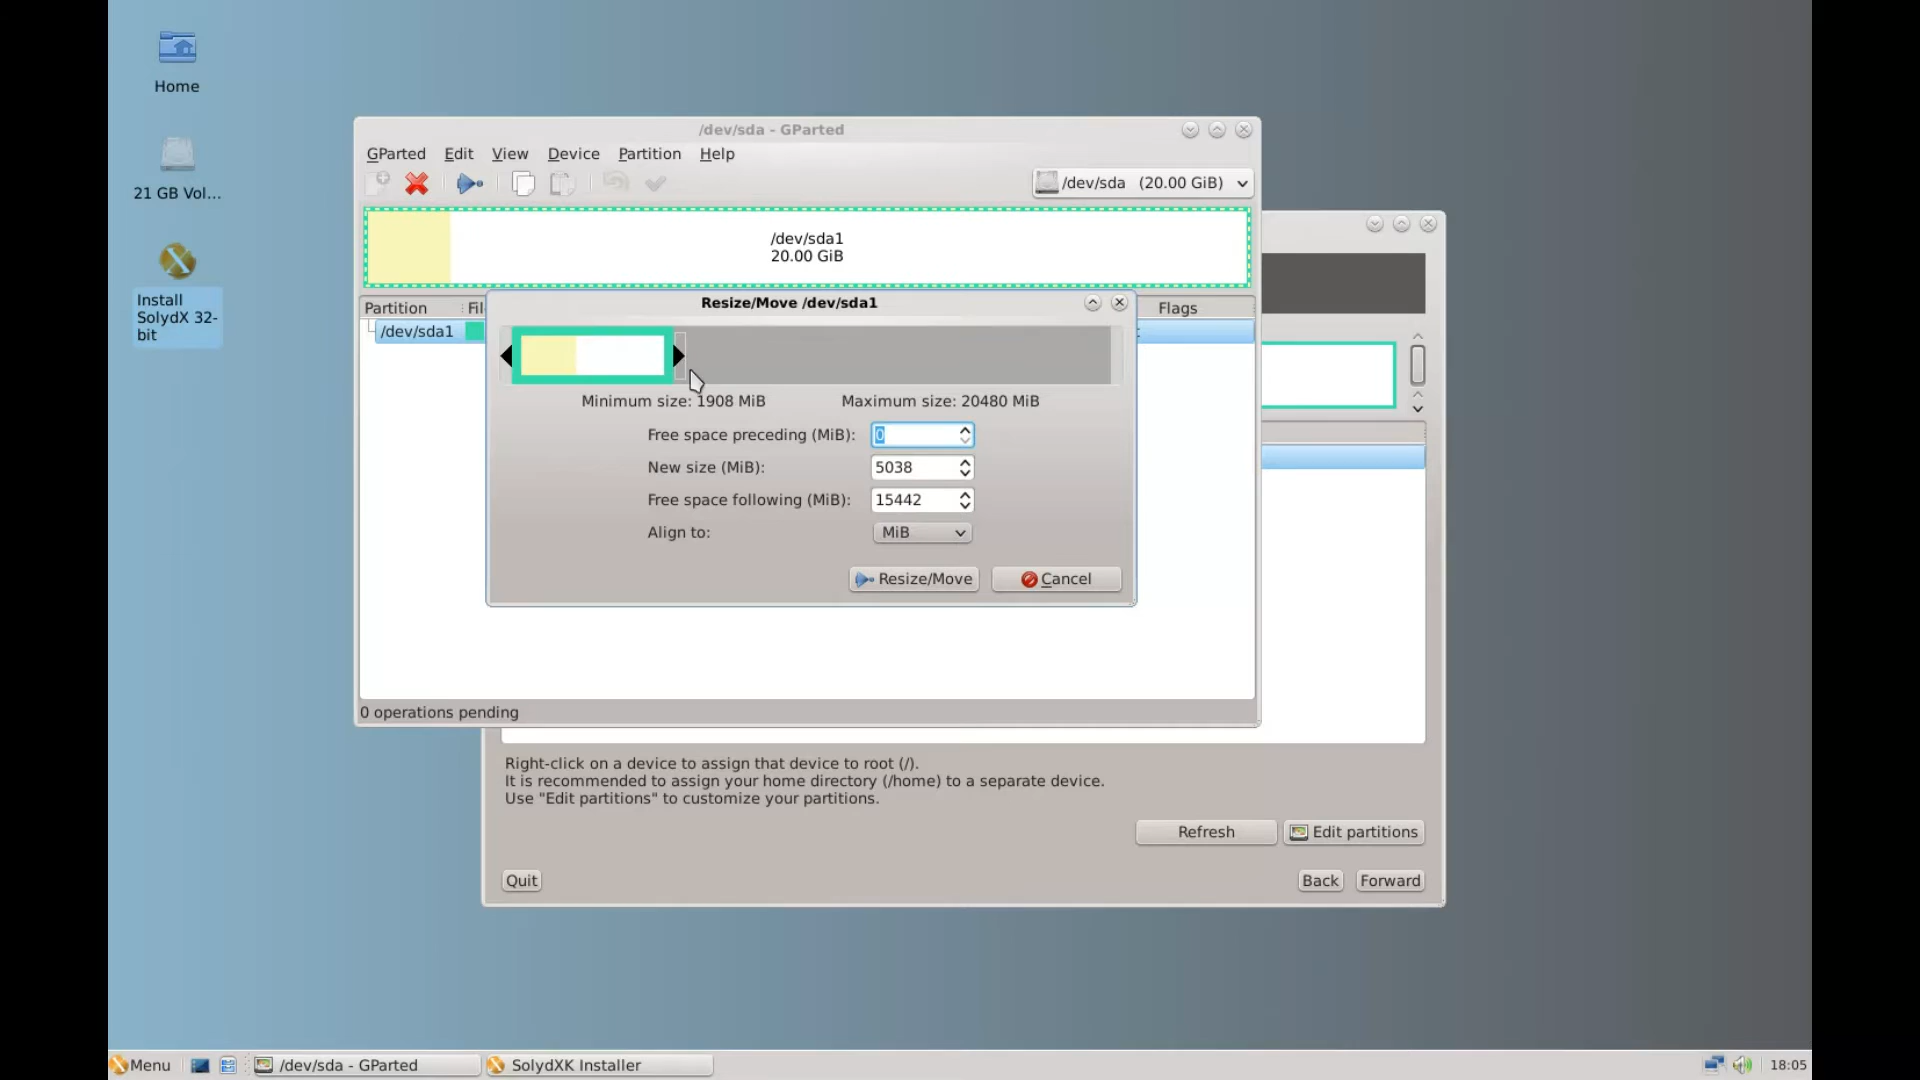 Home
21 GB Vol...
Install
SolydX 32-
bit
/dev/sda - GParted
GParted Edit View Device Partition Help
/dev/sda (20.00 GiB)
/dev/sda1
20.00 GiB
Partition Fil Flags
/dev/sda1
Resize/Move /dev/sda1
Minimum size: 1908 MiB Maximum size: 20480 MiB
Free space preceding (MiB): 0
New size (MiB): 5038
Free space following (MiB): 15442
Align to: MiB
Resize/Move Cancel
0 operations pending
Right-click on a device to assign that device to root (/).
It is recommended to assign your home directory (/home) to a separate device.
Use "Edit partitions" to customize your partitions.
Refresh Edit partitions
Quit Back Forward
Menu /dev/sda - GParted SolydXK Installer 18:05